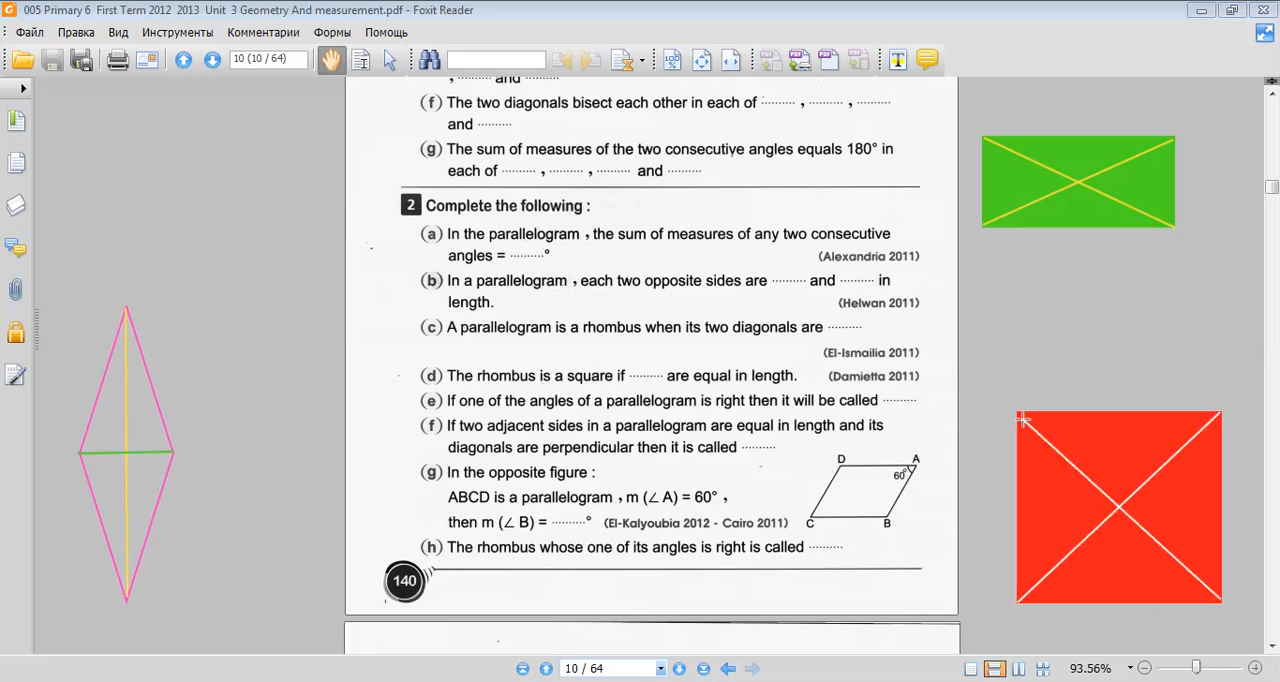 005 Primary 6 First Term 2012 2013 Unit 3 Geometry And measurement.pdf - Foxit Reader
Файл Правка Вид Инструменты Комментарии Формы Помощь
10 (10 / 64)
, ········· and ·········
(f) The two diagonals bisect each other in each of ········· , ········· , ·········
and ·········
(g) The sum of measures of the two consecutive angles equals 180° in
each of ········· , ········· , ········· and ·········
2 Complete the following :
(a) In the parallelogram , the sum of measures of any two consecutive
angles = ·········° (Alexandria 2011)
(b) In a parallelogram , each two opposite sides are ········· and ········· in
length. (Helwan 2011)
(c) A parallelogram is a rhombus when its two diagonals are ·········
(El-Ismailia 2011)
(d) The rhombus is a square if ········· are equal in length. (Damietta 2011)
(e) If one of the angles of a parallelogram is right then it will be called ·········
(f) If two adjacent sides in a parallelogram are equal in length and its
diagonals are perpendicular then it is called ·········
D A
(g) In the opposite figure :
60°
ABCD is a parallelogram , m (∠ A) = 60° ,
then m (∠ B) = ·········° (El-Kalyoubia 2012 - Cairo 2011)
C B
(h) The rhombus whose one of its angles is right is called ·········
140
10 / 64
93.56%